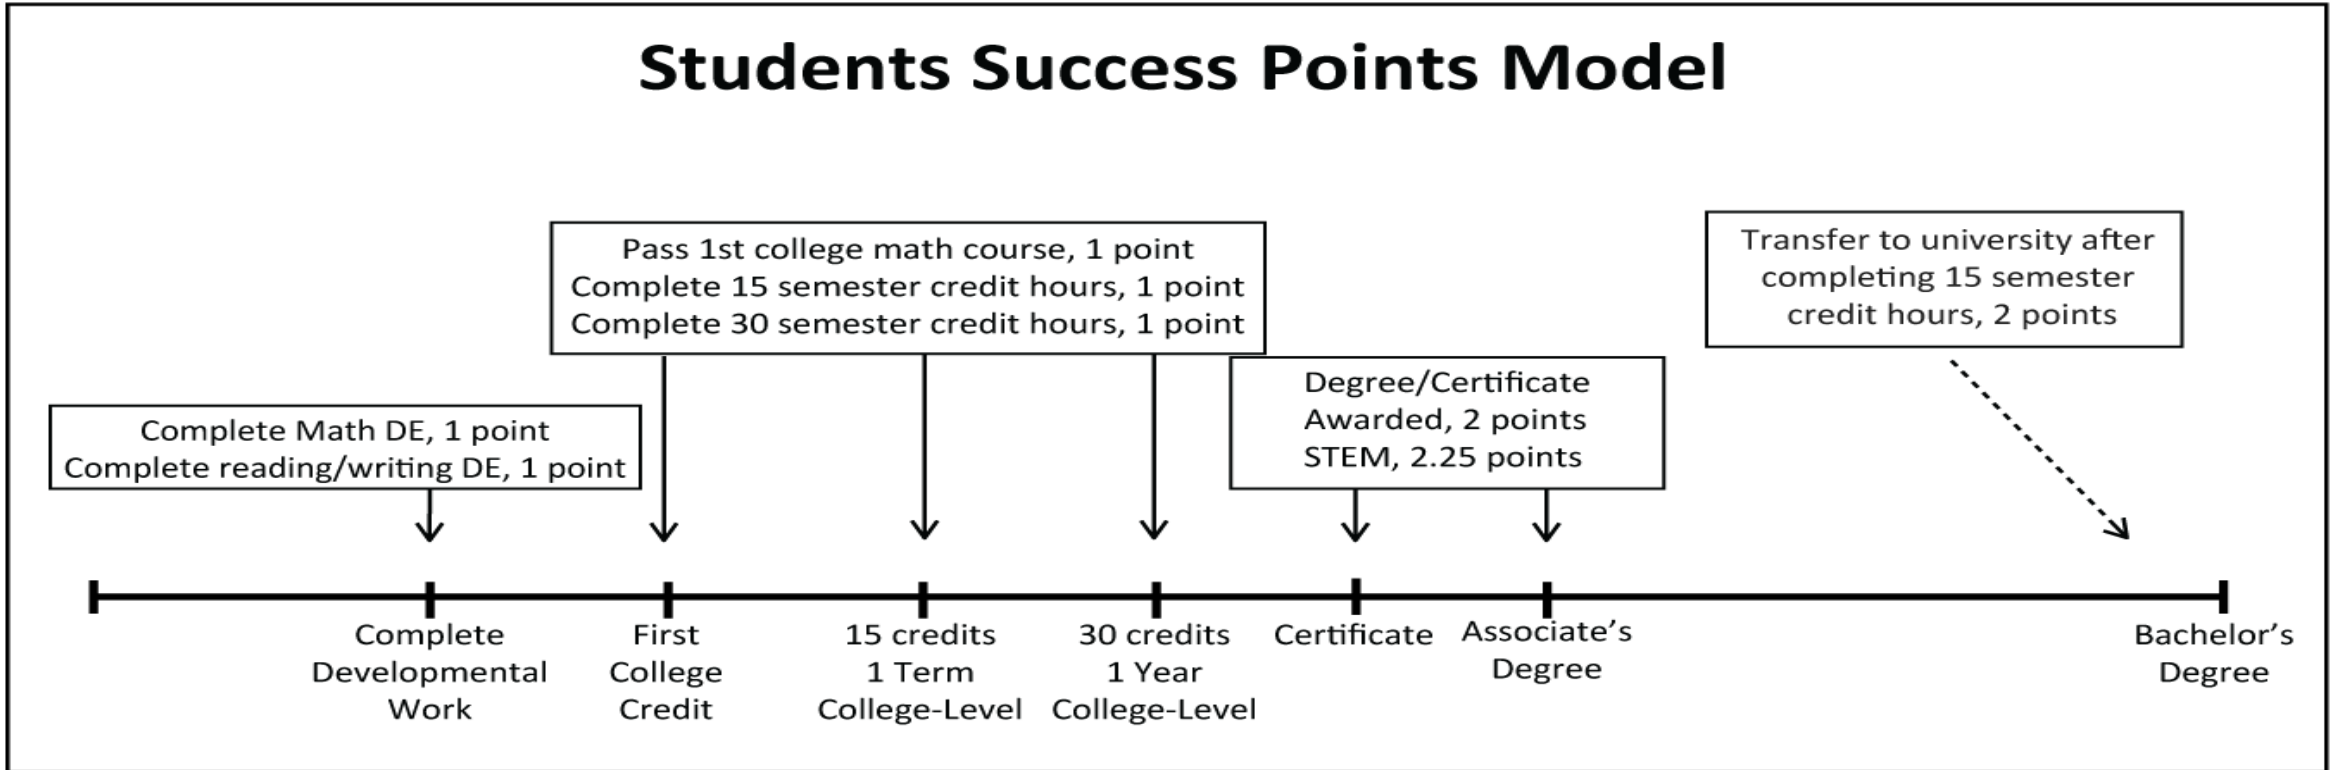 Students Success Points Model
Complete Math DE, 1 point
Complete reading/writing DE, 1 point
Pass 1st college math course, 1 point
Complete 15 semester credit hours, 1 point
Complete 30 semester credit hours, 1 point
Degree/Certificate
Awarded, 2 points
STEM, 2.25 points
Transfer to university after
completing 15 semester
credit hours, 2 points
Complete
Developmental
Work
First
College
Credit
15 credits
1 Term
College-Level
30 credits
1 Year
College-Level
Certificate
Associate’s
Degree
Bachelor’s
Degree